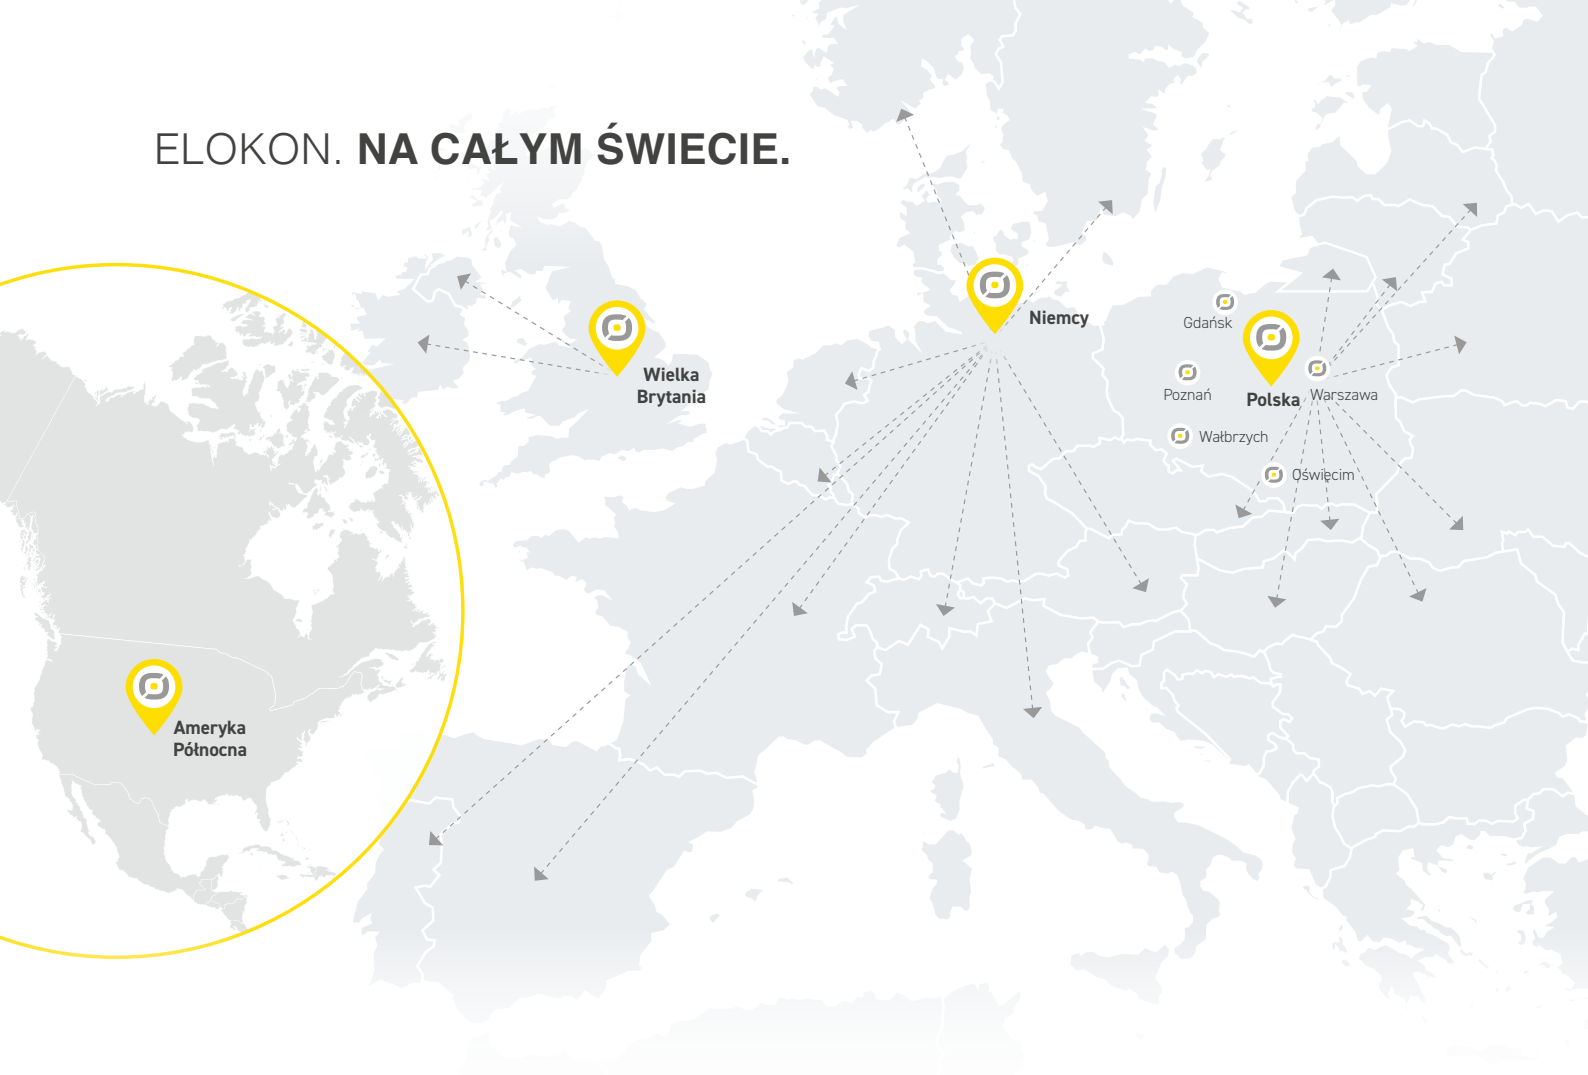 ELOKON. NA CAŁYM ŚWIECIE.
Niemcy
Gdańsk
Wielka
Brytania
Poznań
Polska
Warszawa
Wałbrzych
Oświęcim
Ameryka
Północna